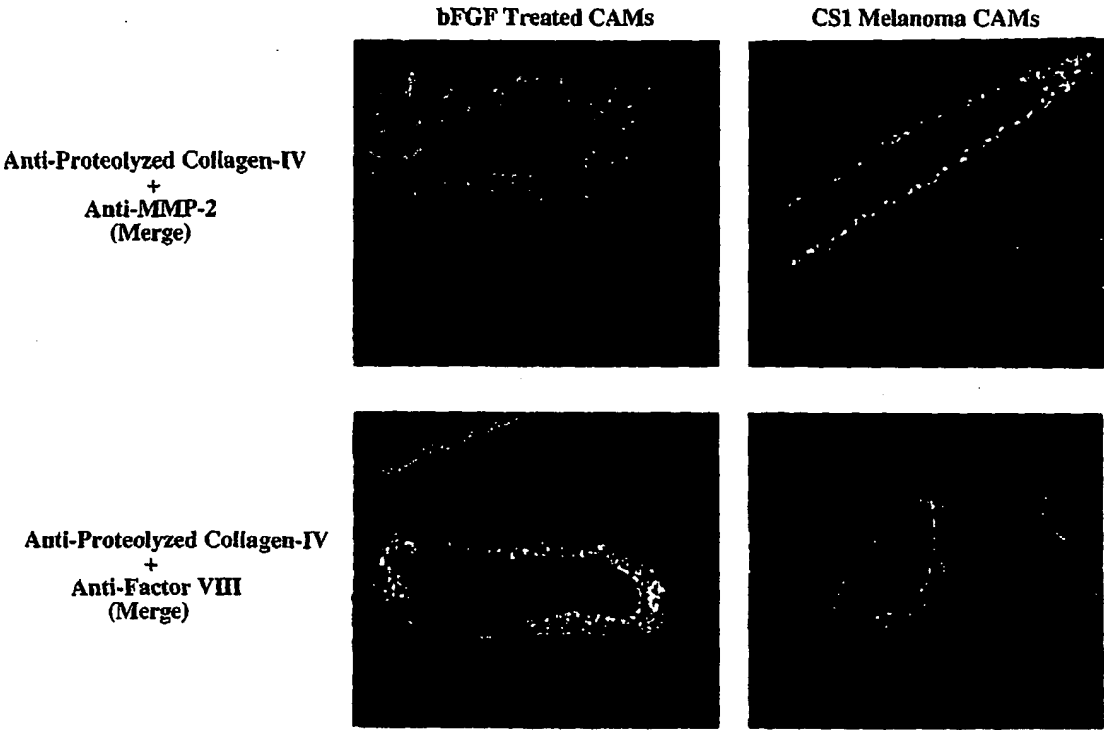 bFGF Treated CAMs
CS1 Melanoma CAMs
Anti-Proteolyzed Collagen-IV
+
Anti-MMP-2
(Merge)
Anti-Proteolyzed Collagen-IV
+
Anti-Factor VIII
(Merge)